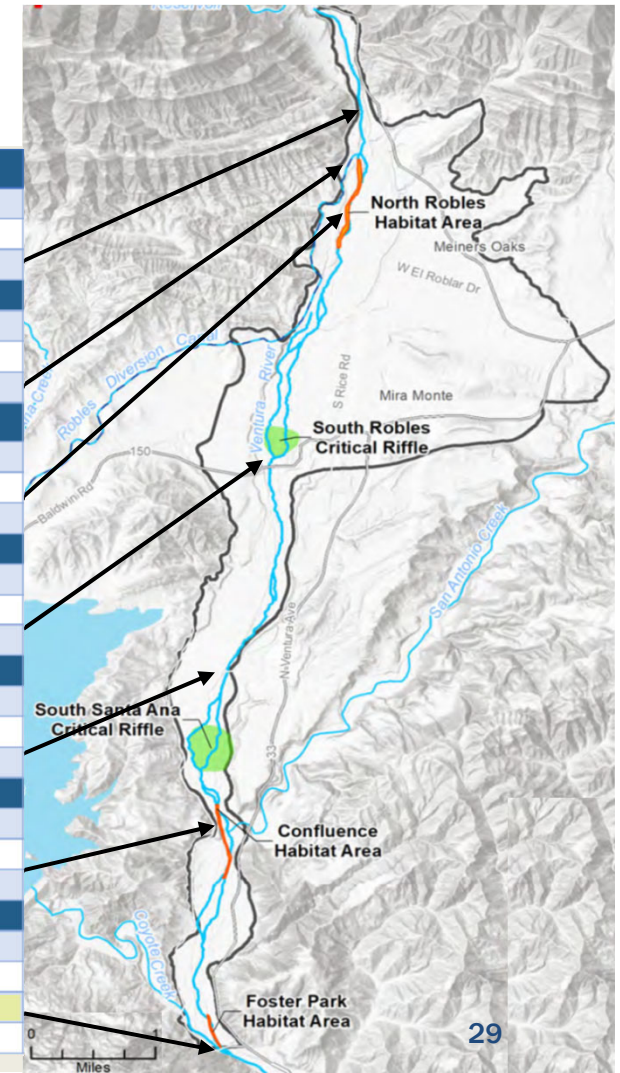 Reservoir
North Robles
Habitat Area
Meiners Oaks
W El Roblar Dr
Robles Diversion Canal
Ventura River
S Rice Rd
Mira Monte
South Robles
Critical Riffle
150
Baldwin Rd
San Antonio Creek
N Ventura Ave
South Santa Ana
Critical Riffle
33
Confluence
Habitat Area
Coyote Creek
Foster Park
Habitat Area
29
0 1
Miles